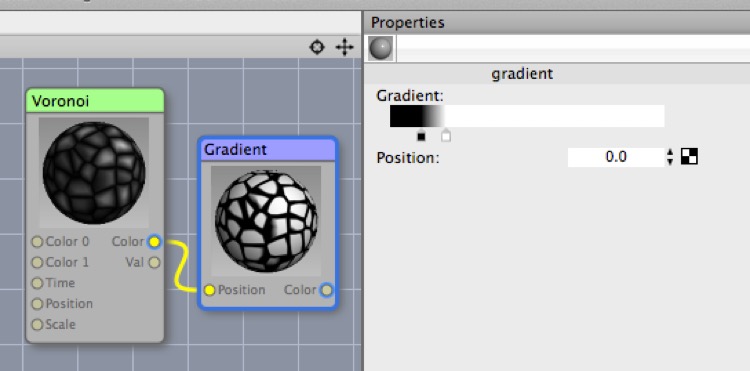 Properties
gradient
Gradient:
Position:
0.0
Voronoi
Color 0
Color
Color 1
Val
Time
Position
Scale
Gradient
Position
Color